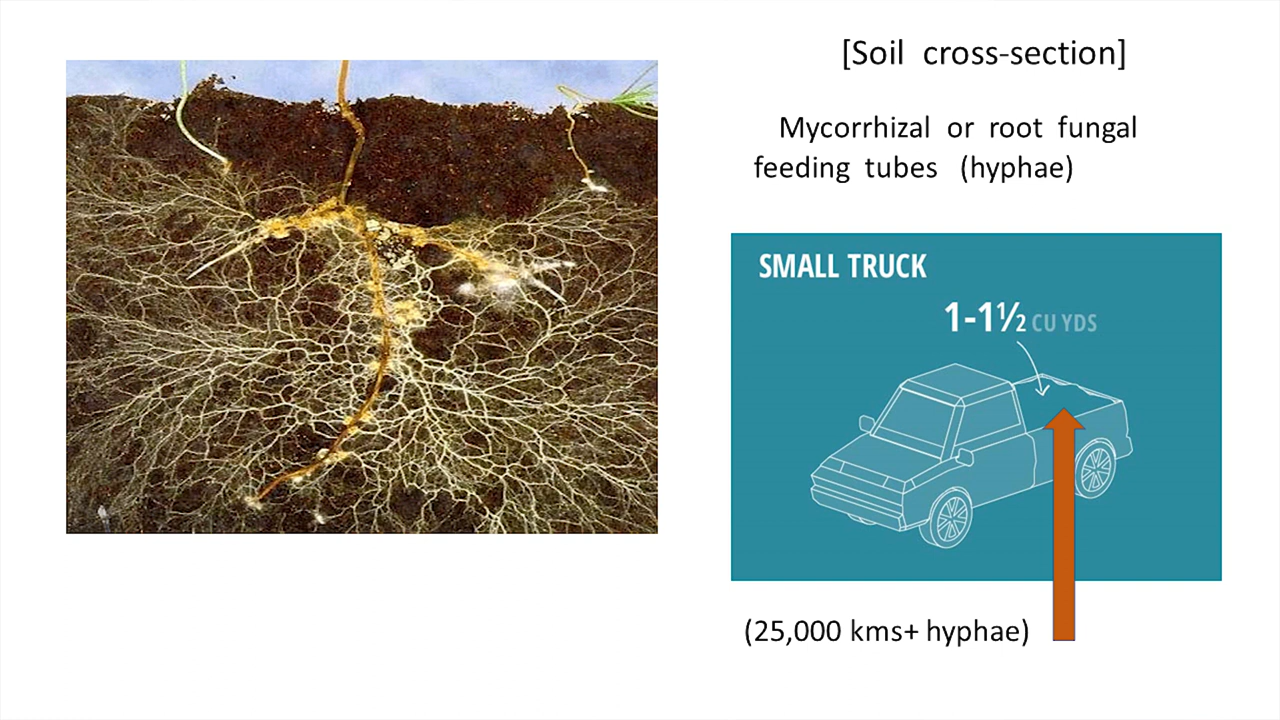 [Soil cross-section]
Mycorrhizal or root fungal
feeding tubes (hyphae)
SMALL TRUCK
1-1½ CU YDS
(25,000 kms+ hyphae)